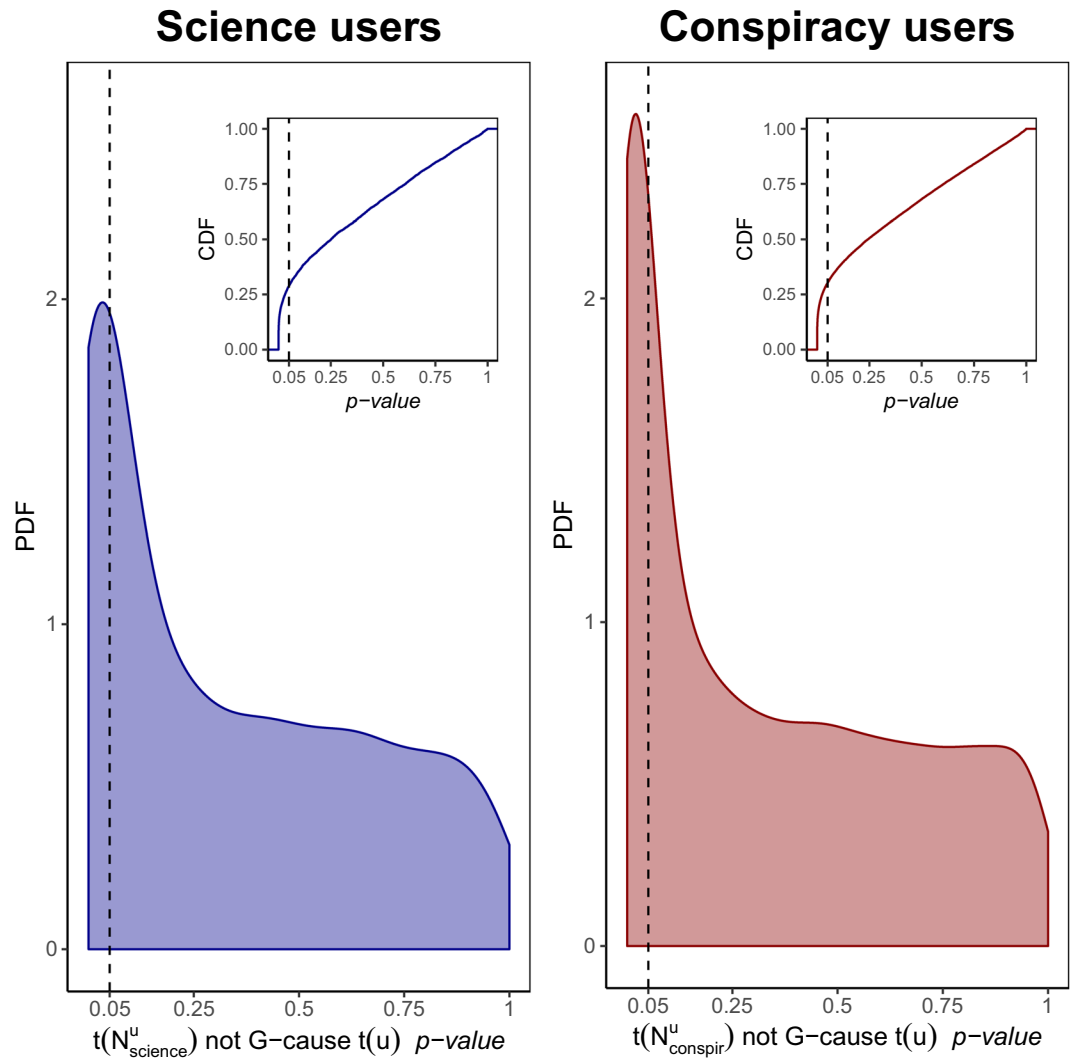 Science users
1.00
0.75
0.50
0.25
0.00
CDF
0.05 0.25 0.5 0.75 1
p−value
2
1
0
PDF
0.05 0.25 0.5 0.75 1
t(N^u_science) not G−cause t(u) p−value
Conspiracy users
1.00
0.75
0.50
0.25
0.00
CDF
0.05 0.25 0.5 0.75 1
p−value
2
1
0
PDF
0.05 0.25 0.5 0.75 1
t(N^u_conspir) not G−cause t(u) p−value